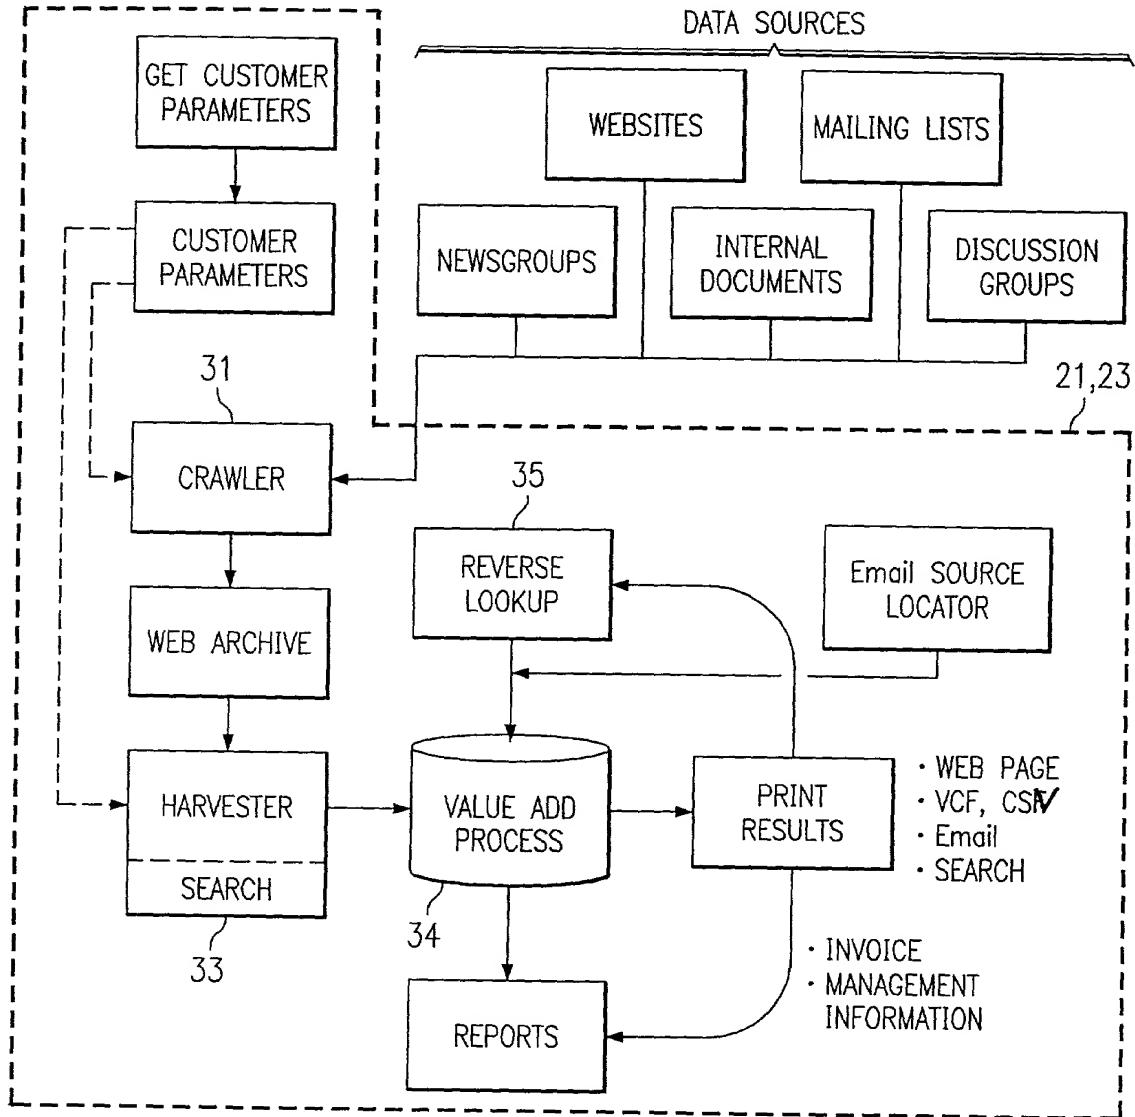 DATA SOURCES
GET CUSTOMER
PARAMETERS
WEBSITES
MAILING LISTS
CUSTOMER
PARAMETERS
NEWSGROUPS
INTERNAL
DOCUMENTS
DISCUSSION
GROUPS
31
21,23
CRAWLER
35
REVERSE
LOOKUP
Email SOURCE
LOCATOR
WEB ARCHIVE
HARVESTER
SEARCH
33
VALUE ADD
PROCESS
34
PRINT
RESULTS
· WEB PAGE
· VCF, CSV
· Email
· SEARCH
· INVOICE
· MANAGEMENT
INFORMATION
REPORTS